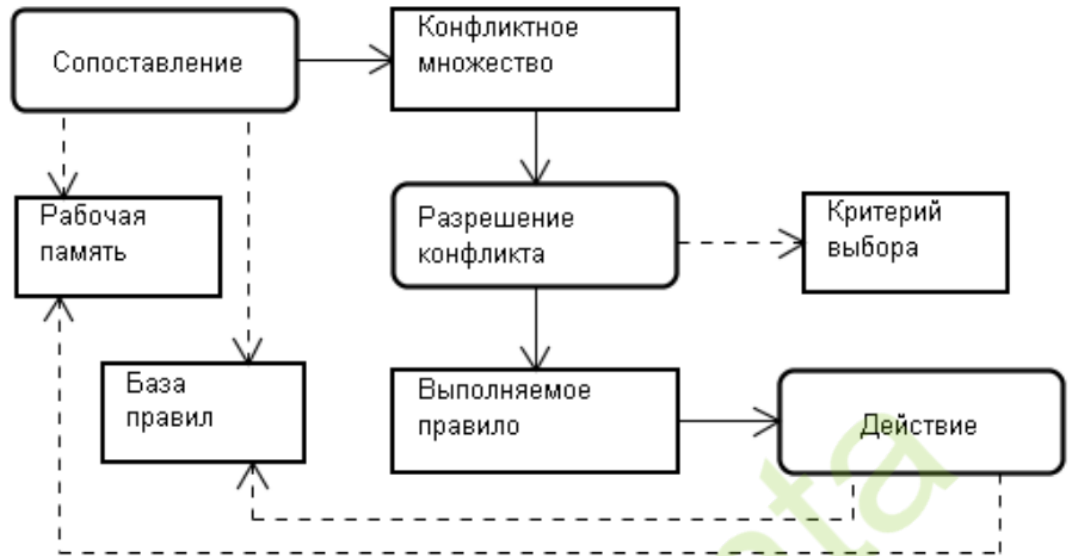 Сопоставление
Конфликтное
множество
Рабочая
память
Разрешение
конфликта
Критерий
выбора
База
правил
Выполняемое
правило
Действие